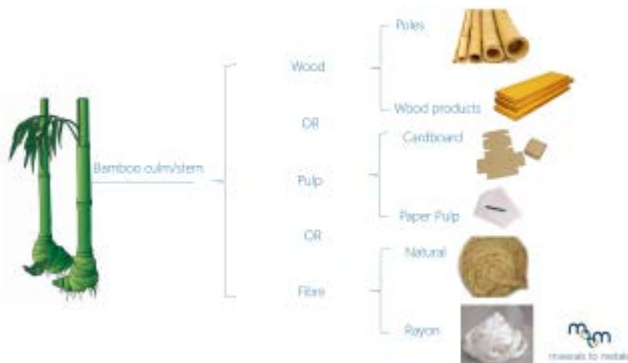 Poles
Wood
Wood products
OR
Cardboard
Bamboo culm/stem
Pulp
Paper Pulp
OR
Natural
Fibre
Rayon
mtm
minerals to metals